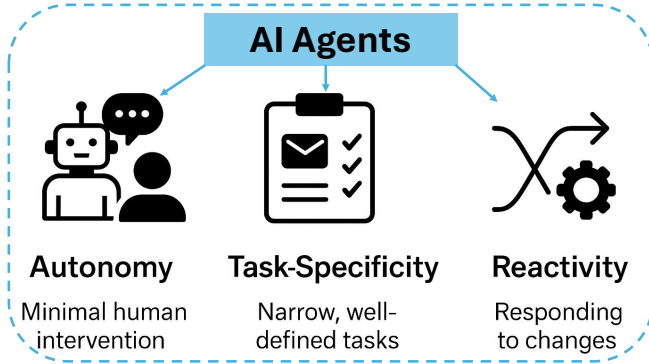 AI Agents
Autonomy
Minimal human
intervention
Task-Specificity
Narrow, well-
defined tasks
Reactivity
Responding
to changes